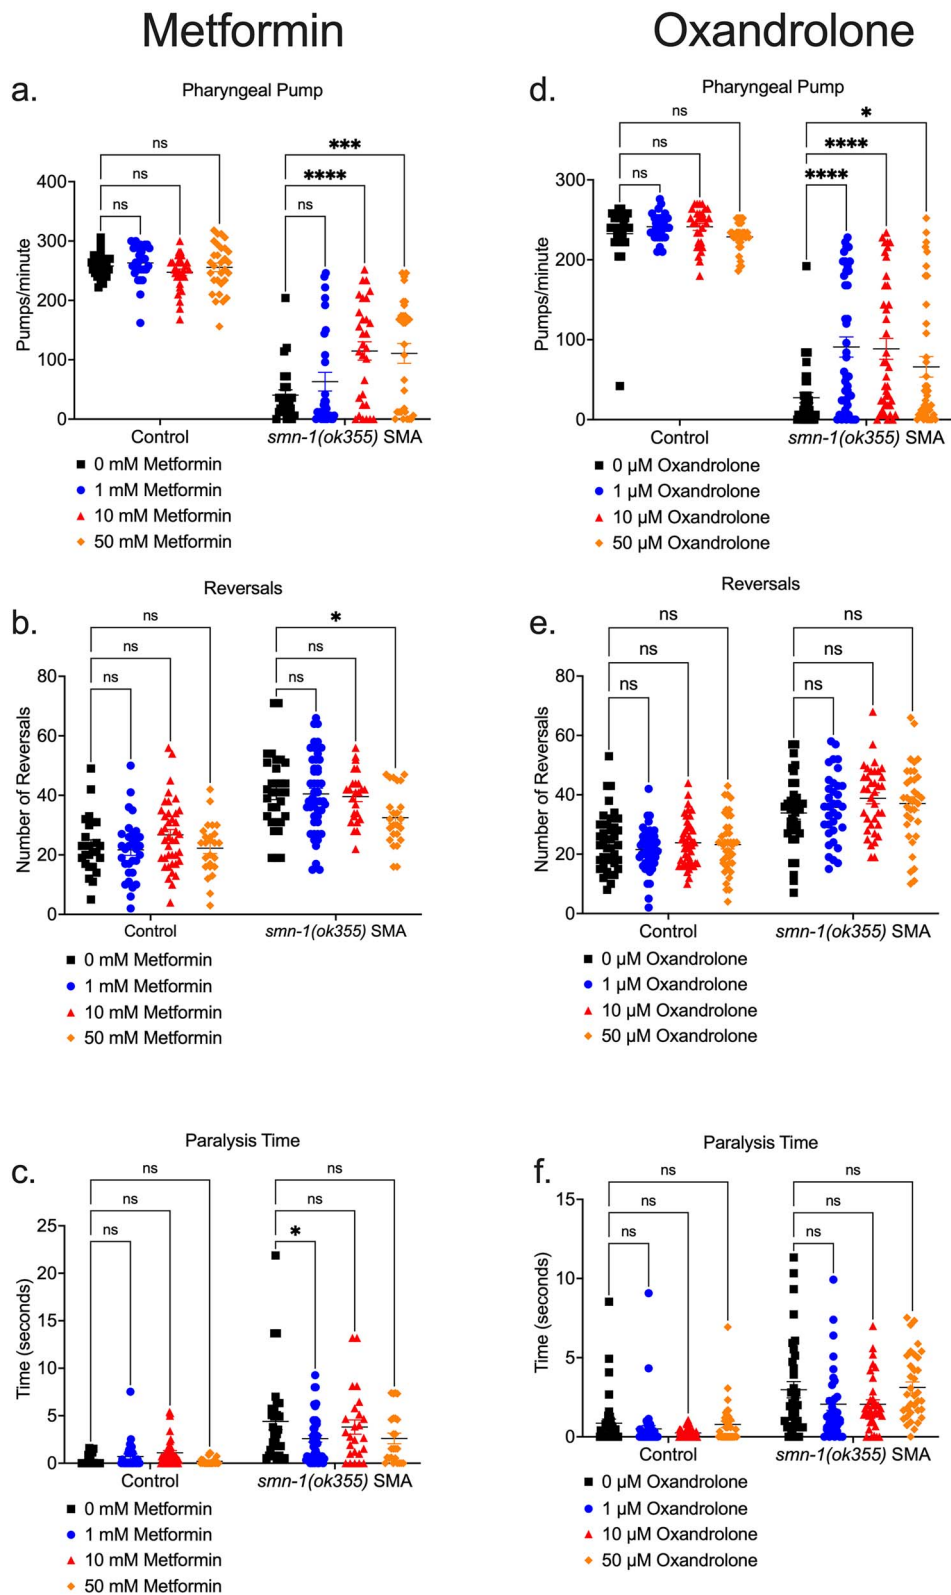 Metformin
Oxandrolone
a.
Pharyngeal Pump
ns
***
ns
****
ns
ns
400
300
200
100
0
Pumps/minute
Control
smn-1(ok355) SMA
0 mM Metformin
1 mM Metformin
10 mM Metformin
50 mM Metformin
d.
Pharyngeal Pump
ns
*
ns
****
ns
****
300
200
100
0
Pumps/minute
Control
smn-1(ok355) SMA
0 µM Oxandrolone
1 µM Oxandrolone
10 µM Oxandrolone
50 µM Oxandrolone
b.
Reversals
ns
*
ns
ns
ns
ns
80
60
40
20
0
Number of Reversals
Control
smn-1(ok355) SMA
0 mM Metformin
1 mM Metformin
10 mM Metformin
50 mM Metformin
e.
Reversals
ns
ns
ns
ns
ns
ns
80
60
40
20
0
Number of Reversals
Control
smn-1(ok355) SMA
0 µM Oxandrolone
1 µM Oxandrolone
10 µM Oxandrolone
50 µM Oxandrolone
c.
Paralysis Time
ns
ns
ns
ns
ns
*
25
20
15
10
5
0
Time (seconds)
Control
smn-1(ok355) SMA
0 mM Metformin
1 mM Metformin
10 mM Metformin
50 mM Metformin
f.
Paralysis Time
ns
ns
ns
ns
ns
ns
15
10
5
0
Time (seconds)
Control
smn-1(ok355) SMA
0 µM Oxandrolone
1 µM Oxandrolone
10 µM Oxandrolone
50 µM Oxandrolone